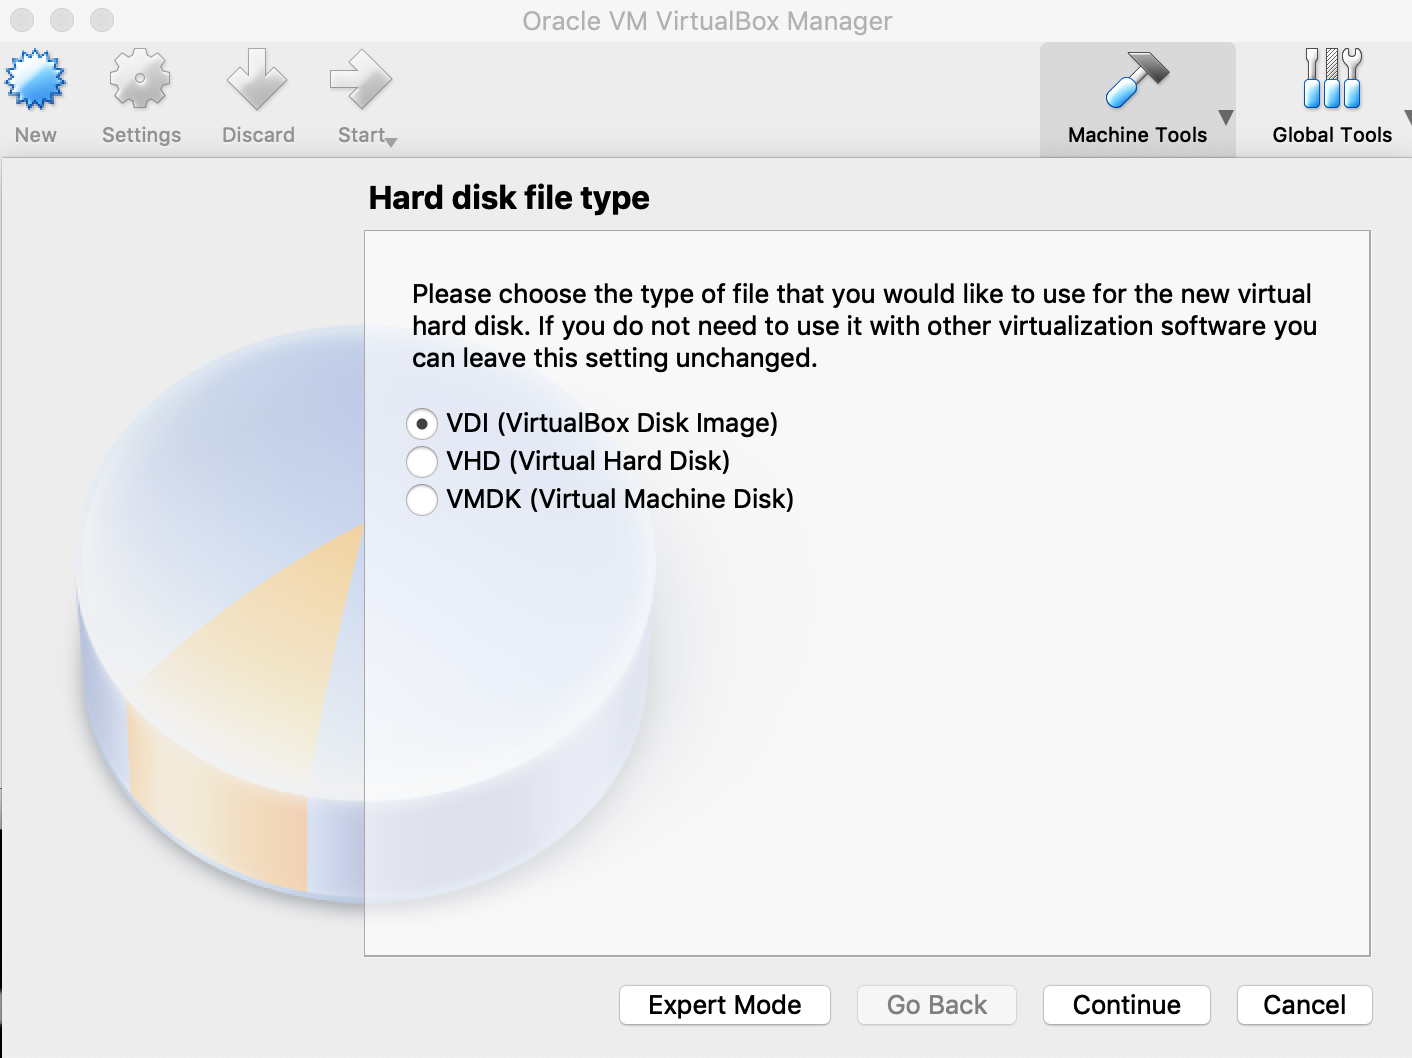 Oracle VM VirtualBox Manager
New
Settings
Discard
Start
Machine Tools
Global Tools
Hard disk file type
Please choose the type of file that you would like to use for the new virtual
hard disk. If you do not need to use it with other virtualization software you
can leave this setting unchanged.
VDI (VirtualBox Disk Image)
VHD (Virtual Hard Disk)
VMDK (Virtual Machine Disk)
Expert Mode
Go Back
Continue
Cancel